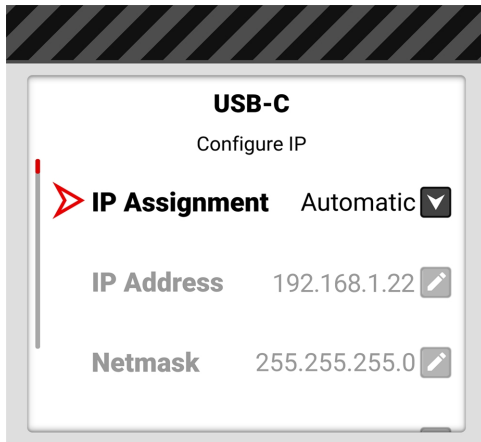 USB-C
Configure IP
IP Assignment Automatic
IP Address 192.168.1.22
Netmask 255.255.255.0